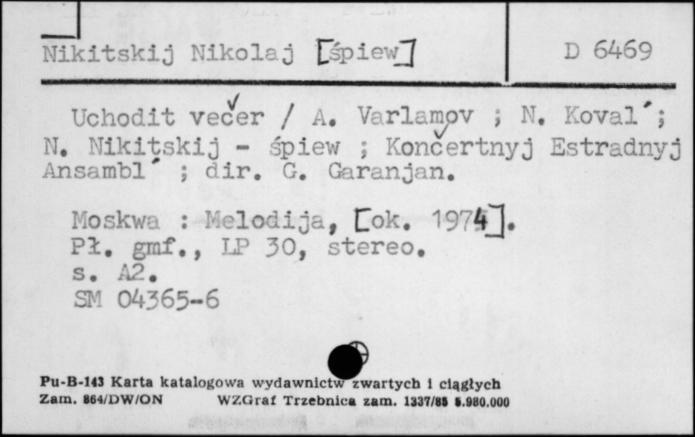 Nikitskij Nikolaj [śpiew] D 6469
Uchodit večer / A. Varlamov ; N. Koval´;
N. Nikitskij - śpiew ; Končertnyj Estradnyj
Ansambl´ ; dir. G. Garanjan.
Moskwa : Melodija, [ok. 1974].
Pł. gmf., LP 30, stereo.
s. A2.
SM 04365-6
Pu-B-143 Karta katalogowa wydawnictw zwartych i ciągłych
Zam. 864/DW/ON WZGraf Trzebnica zam. 1337/85 5.980.000